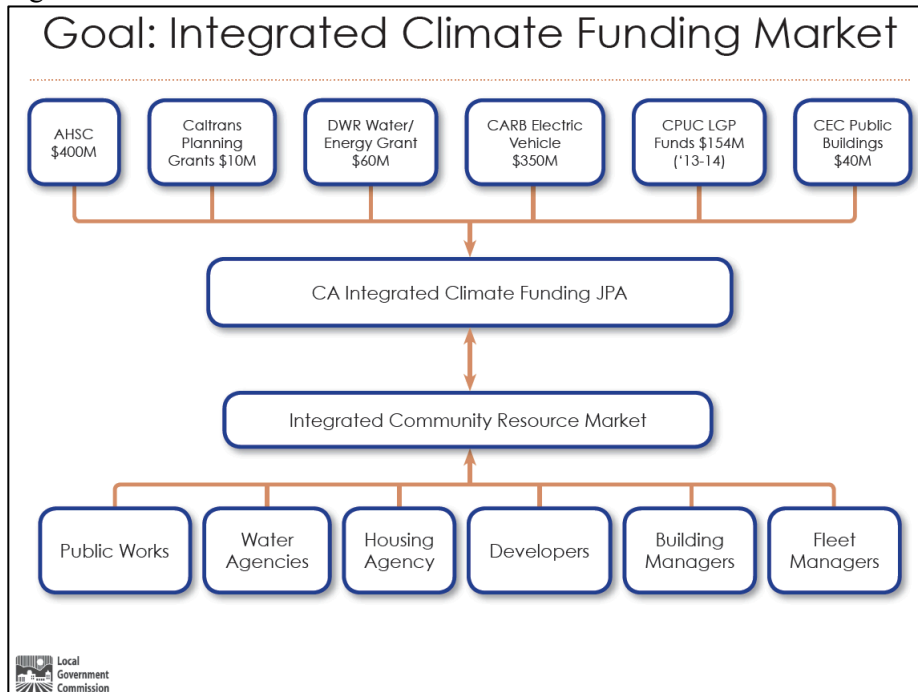 Goal: Integrated Climate Funding Market
AHSC
$400M
Caltrans
Planning
Grants $10M
DWR Water/
Energy Grant
$60M
CARB Electric
Vehicle
$350M
CPUC LGP
Funds $154M
(‘13-14)
CEC Public
Buildings
$40M
CA Integrated Climate Funding JPA
Integrated Community Resource Market
Public Works
Water
Agencies
Housing
Agency
Developers
Building
Managers
Fleet
Managers
Local
Government
Commission